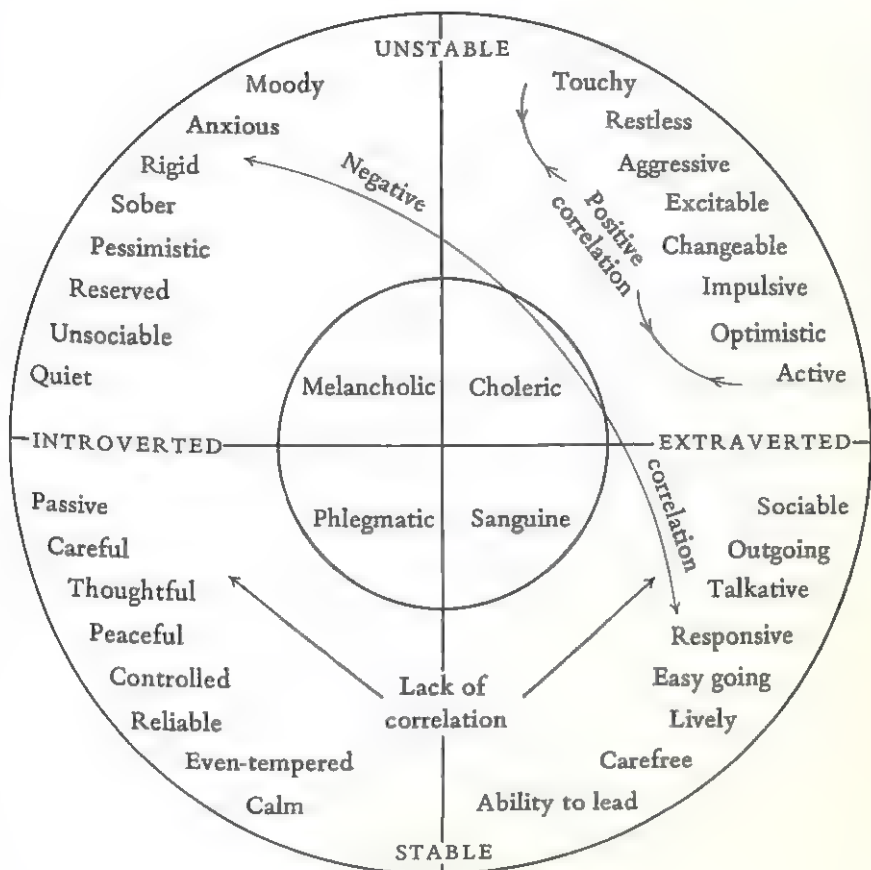 UNSTABLE
Moody
Anxious
Rigid
Sober
Pessimistic
Reserved
Unsociable
Quiet
Touchy
Restless
Aggressive
Excitable
Changeable
Impulsive
Optimistic
Active
Negative
correlation
Positive
correlation
Melancholic
Choleric
Phlegmatic
Sanguine
INTROVERTED
EXTRAVERTED
Passive
Careful
Thoughtful
Peaceful
Controlled
Reliable
Even-tempered
Calm
Sociable
Outgoing
Talkative
Responsive
Easy going
Lively
Carefree
Ability to lead
Lack of
correlation
STABLE